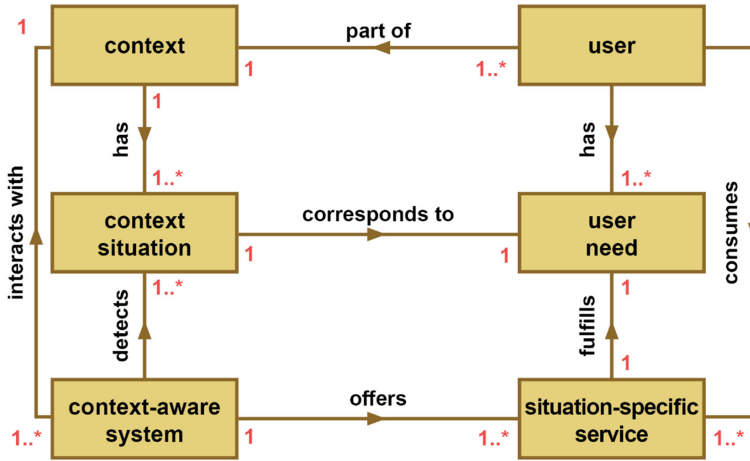 1
context
part of
user
1
1..*
1
has
has
1..*
1..*
interacts with
context
situation
corresponds to
user
need
consumes
1
1
1..*
1
detects
fulfills
1
context-aware
system
offers
situation-specific
service
1..*
1
1..*
1..*